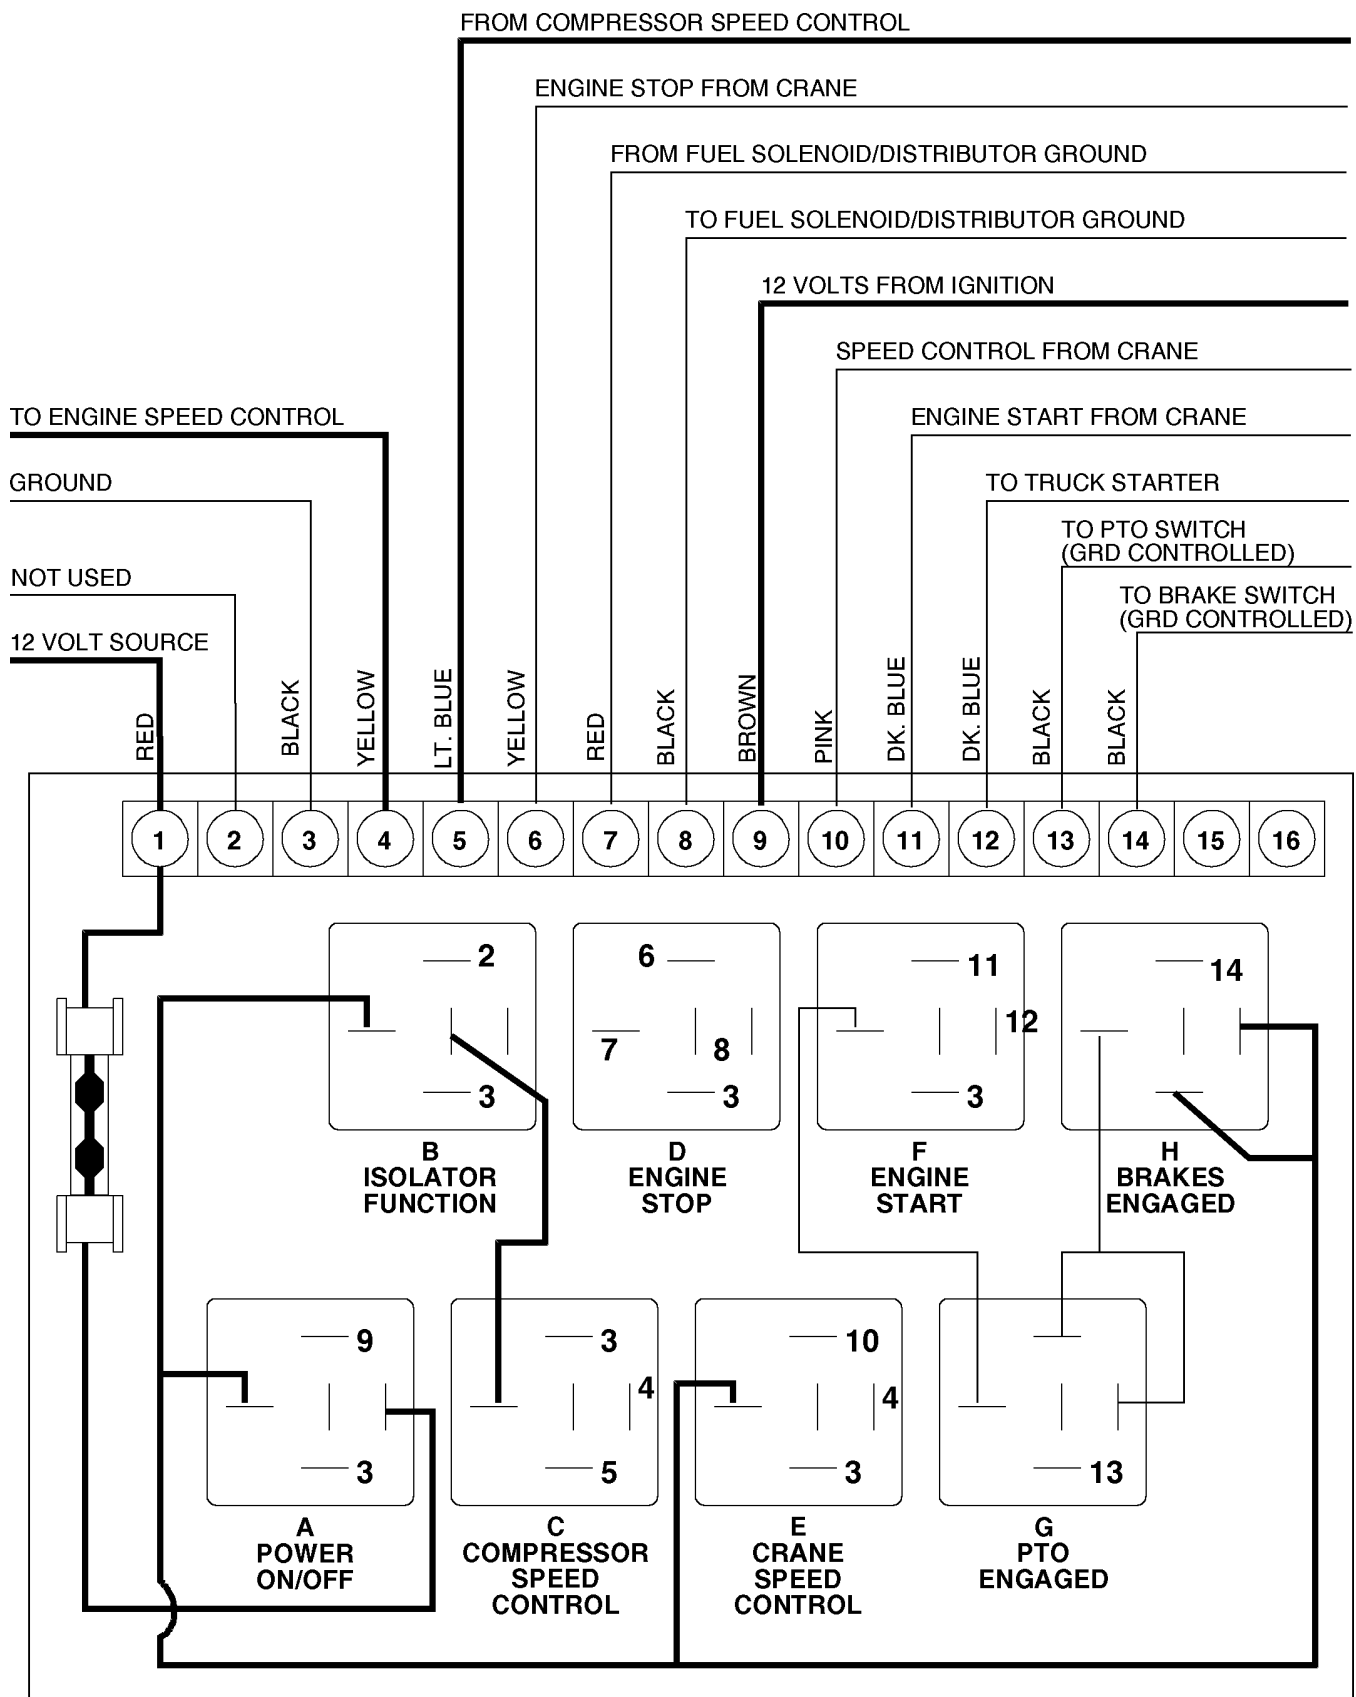 FROM COMPRESSOR SPEED CONTROL
ENGINE STOP FROM CRANE
FROM FUEL SOLENOID/DISTRIBUTOR GROUND
TO FUEL SOLENOID/DISTRIBUTOR GROUND
12 VOLTS FROM IGNITION
SPEED CONTROL FROM CRANE
TO ENGINE SPEED CONTROL
ENGINE START FROM CRANE
GROUND
TO TRUCK STARTER
TO PTO SWITCH
(GRD CONTROLLED)
NOT USED
TO BRAKE SWITCH
(GRD CONTROLLED)
12 VOLT SOURCE
RED
BLACK
YELLOW
LT. BLUE
YELLOW
RED
BLACK
BROWN
PINK
DK. BLUE
DK. BLUE
BLACK
BLACK
1 2 3 4 5 6 7 8 9 10 11 12 13 14 15 16
2
3
B
ISOLATOR
FUNCTION
6
7 8
3
D
ENGINE
STOP
11
12
3
F
ENGINE
START
14
H
BRAKES
ENGAGED
9
3
A
POWER
ON/OFF
3
4
5
C
COMPRESSOR
SPEED
CONTROL
10
4
3
E
CRANE
SPEED
CONTROL
13
G
PTO
ENGAGED